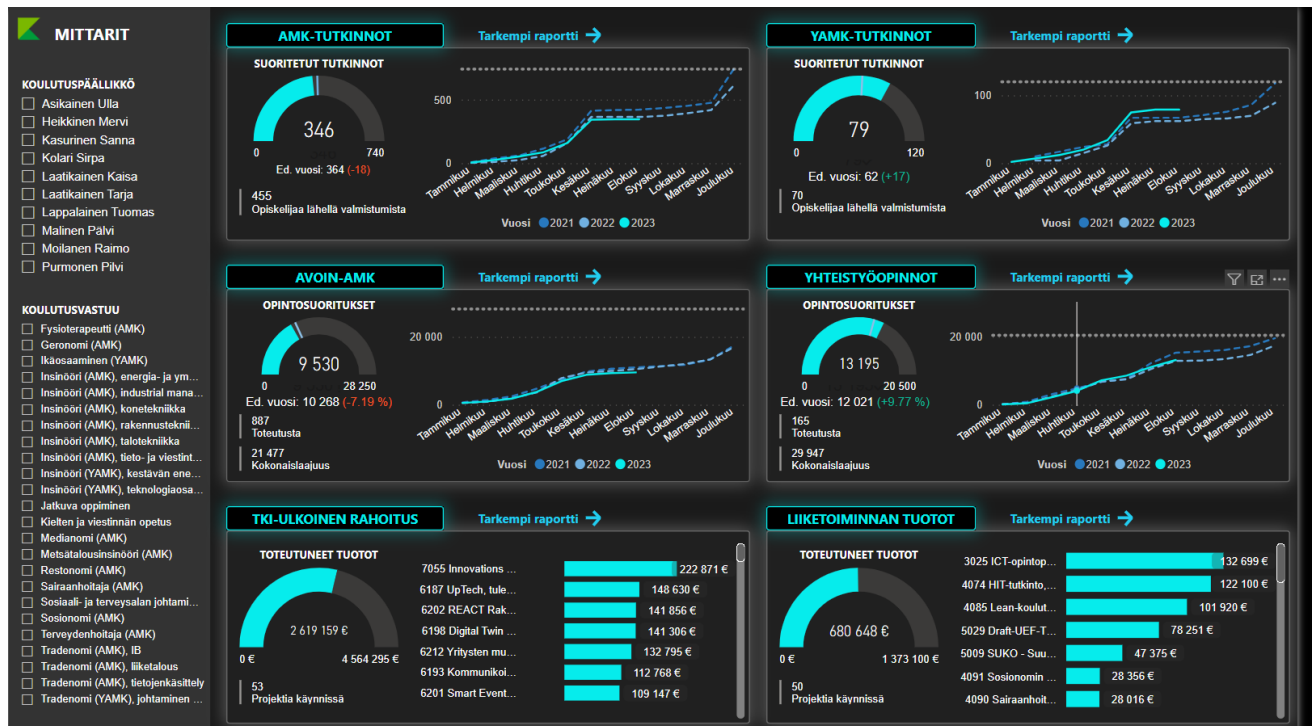 MITTARIT
KOULUTUSPÄÄLLIKKÖ
Asikainen Ulla
Heikkinen Mervi
Kasurinen Sanna
Kolari Sirpa
Laatikainen Kaisa
Laatikainen Tarja
Lappalainen Tuomas
Malinen Pälvi
Moilanen Raimo
Purmonen Pilvi
KOULUTUSVASTUU
Fysioterapeutti (AMK)
Geronomi (AMK)
Ikäosaaminen (YAMK)
Insinööri (AMK), energia- ja ym...
Insinööri (AMK), industrial mana...
Insinööri (AMK), konetekniikka
Insinööri (AMK), rakennusteknii...
Insinööri (AMK), talotekniikka
Insinööri (AMK), tieto- ja viestint...
Insinööri (YAMK), kestävän ene...
Insinööri (YAMK), teknologiaosa...
Jatkuva oppiminen
Kielten ja viestinnän opetus
Medianomi (AMK)
Metsätalousinsinööri (AMK)
Restonomi (AMK)
Sairaanhoitaja (AMK)
Sosiaali- ja terveysalan johtami...
Sosionomi (AMK)
Terveydenhoitaja (AMK)
Tradenomi (AMK), IB
Tradenomi (AMK), liiketalous
Tradenomi (AMK), tietojenkäsittely
Tradenomi (YAMK), johtaminen ...
AMK-TUTKINNOT
Tarkempi raportti
SUORITETUT TUTKINNOT
346
0
740
Ed. vuosi: 364 (-18)
455
Opiskelijaa lähellä valmistumista
500
0
Tammikuu
Helmikuu
Maaliskuu
Huhtikuu
Toukokuu
Kesäkuu
Heinäkuu
Elokuu
Syyskuu
Lokakuu
Marraskuu
Joulukuu
Vuosi 2021 2022 2023
YAMK-TUTKINNOT
Tarkempi raportti
SUORITETUT TUTKINNOT
79
0
120
Ed. vuosi: 62 (+17)
70
Opiskelijaa lähellä valmistumista
100
0
Tammikuu
Helmikuu
Maaliskuu
Huhtikuu
Toukokuu
Kesäkuu
Heinäkuu
Elokuu
Syyskuu
Lokakuu
Marraskuu
Joulukuu
Vuosi 2021 2022 2023
AVOIN-AMK
Tarkempi raportti
OPINTOSUORITUKSET
9 530
0
28 250
Ed. vuosi: 10 268 (-7.19 %)
887
Toteutusta
21 477
Kokonaislaajuus
20 000
0
Tammikuu
Helmikuu
Maaliskuu
Huhtikuu
Toukokuu
Kesäkuu
Heinäkuu
Elokuu
Syyskuu
Lokakuu
Marraskuu
Joulukuu
Vuosi 2021 2022 2023
YHTEISTYÖOPINNOT
Tarkempi raportti
OPINTOSUORITUKSET
13 195
0
20 500
Ed. vuosi: 12 021 (+9.77 %)
165
Toteutusta
29 947
Kokonaislaajuus
20 000
0
Tammikuu
Helmikuu
Maaliskuu
Huhtikuu
Toukokuu
Kesäkuu
Heinäkuu
Elokuu
Syyskuu
Lokakuu
Marraskuu
Joulukuu
Vuosi 2021 2022 2023
TKI-ULKOINEN RAHOITUS
Tarkempi raportti
TOTEUTUNEET TUOTOT
2 619 159 €
0 €
4 564 295 €
53
Projektia käynnissä
7055 Innovations ... 222 871 €
6187 UpTech, tule... 148 630 €
6202 REACT Rak... 141 856 €
6198 Digital Twin ... 141 306 €
6212 Yritysten mu... 132 795 €
6193 Kommunikoi... 112 768 €
6201 Smart Event... 109 147 €
LIIKETOIMINNAN TUOTOT
Tarkempi raportti
TOTEUTUNEET TUOTOT
680 648 €
0 €
1 373 100 €
50
Projektia käynnissä
3025 ICT-opintop... 132 699 €
4074 HIT-tutkinto,... 122 100 €
4085 Lean-koulut... 101 920 €
5029 Draft-UEF-T... 78 251 €
5009 SUKO - Suu... 47 375 €
4091 Sosionomin ... 28 356 €
4090 Sairaanhoit... 28 016 €